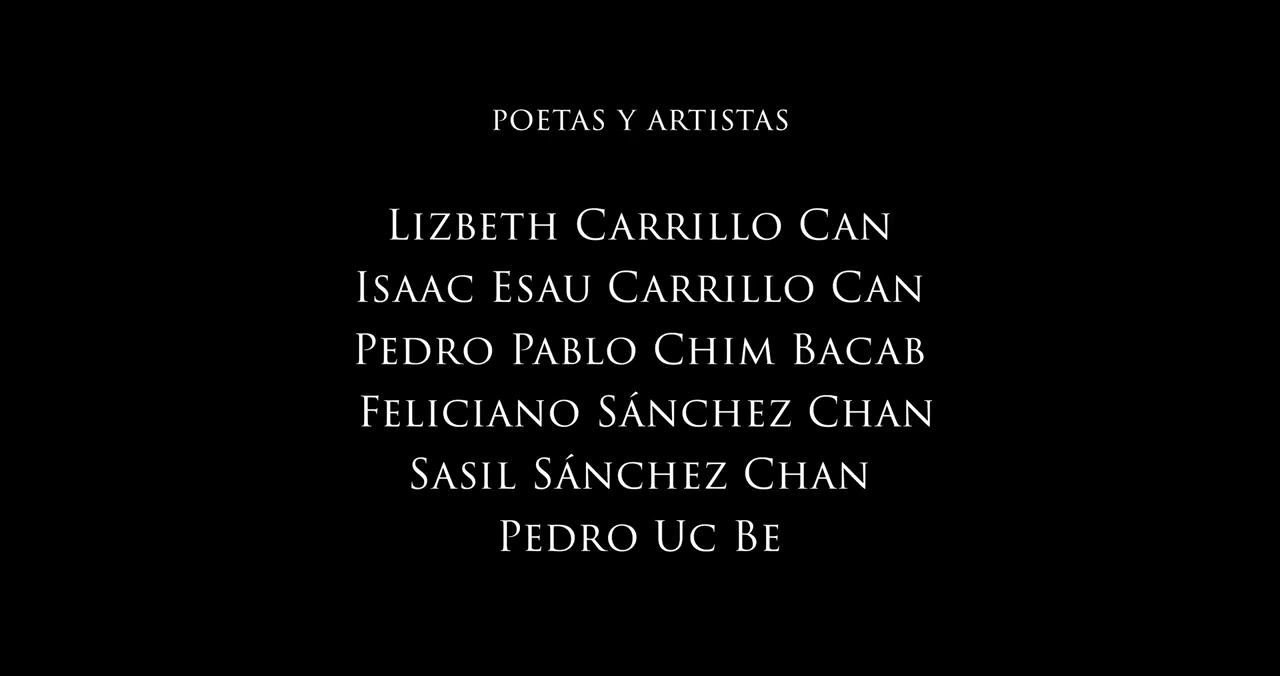 POETAS Y ARTISTAS
LIZBETH CARRILLO CAN
ISAAC ESAU CARRILLO CAN
PEDRO PABLO CHIM BACAB
FELICIANO SÁNCHEZ CHAN
SASIL SÁNCHEZ CHAN
PEDRO UC BE